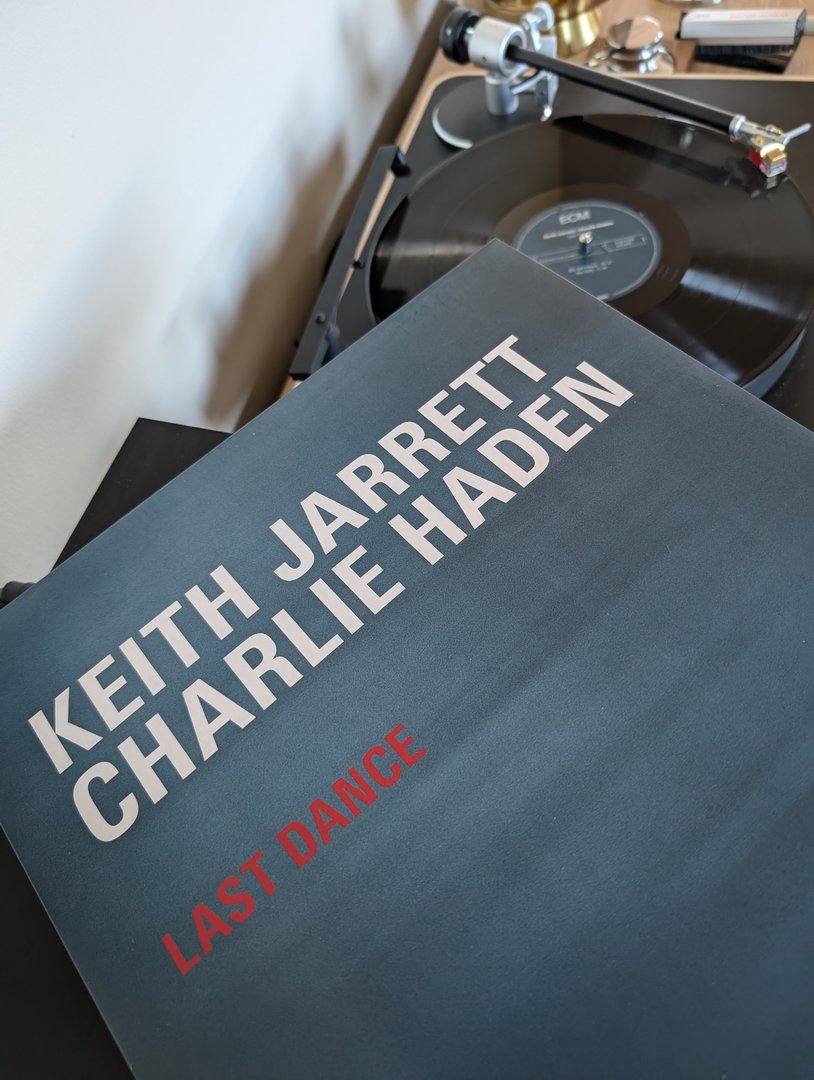 KEITH JARRETT
CHARLIE HADEN
LAST DANCE
ECM